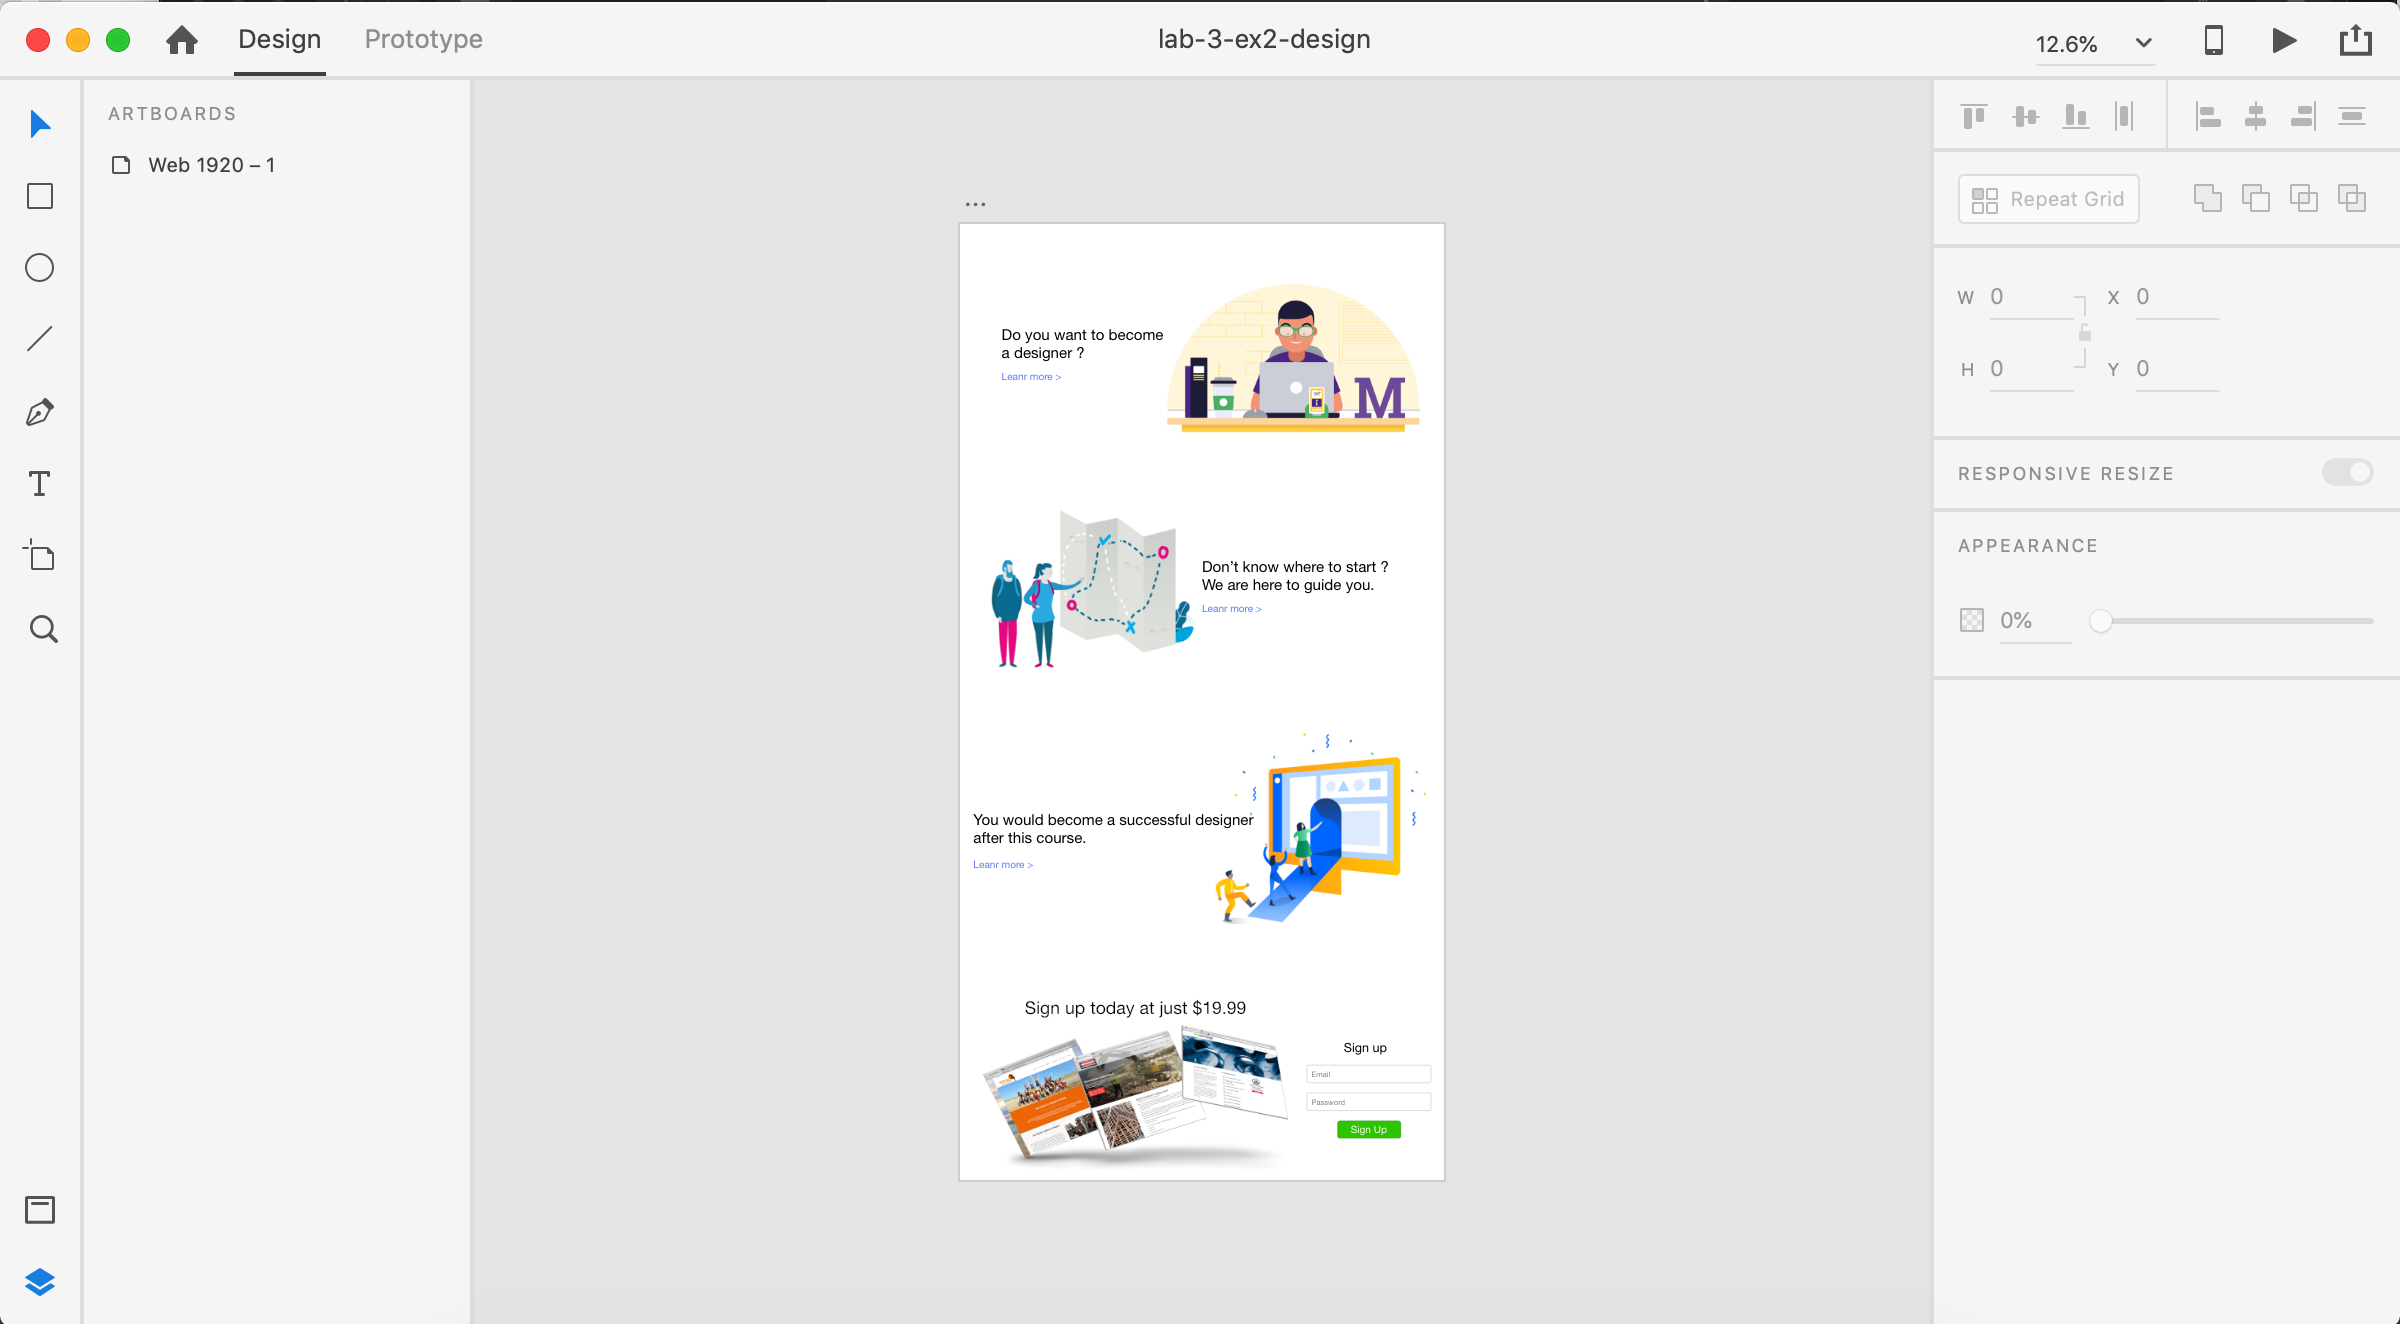 Design
Prototype
lab-3-ex2-design
12.6%
ARTBOARDS
Web 1920 – 1
...
Do you want to become
a designer ?
Leanr more >
M
Don't know where to start ?
We are here to guide you.
Leanr more >
You would become a successful designer
after this course.
Leanr more >
Sign up today at just $19.99
Sign up
Email
Password
Sign Up
Repeat Grid
W 0
X 0
H 0
Y 0
RESPONSIVE RESIZE
APPEARANCE
0%